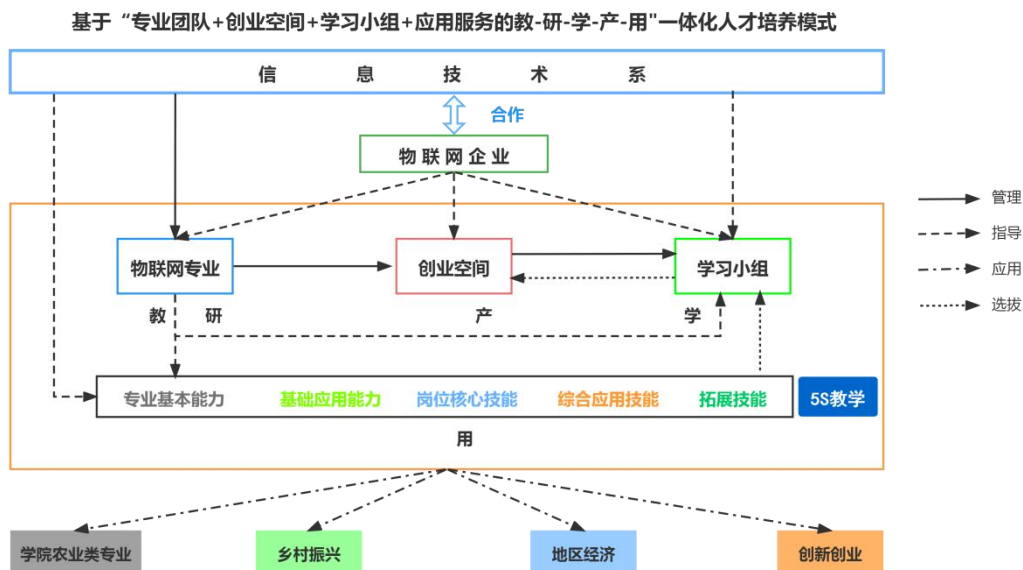 基于“专业团队+创业空间+学习小组+应用服务的教-研-学-产-用"一体化人才培养模式
信 息 技 术 系
合作
物 联 网 企 业
管理
指导
应用
选拔
物联网专业 创业空间 学习小组
教 研 产 学
专业基本能力 基础应用能力 岗位核心技能 综合应用技能 拓展技能 5S教学
用
学院农业类专业 乡村振兴 地区经济 创新创业